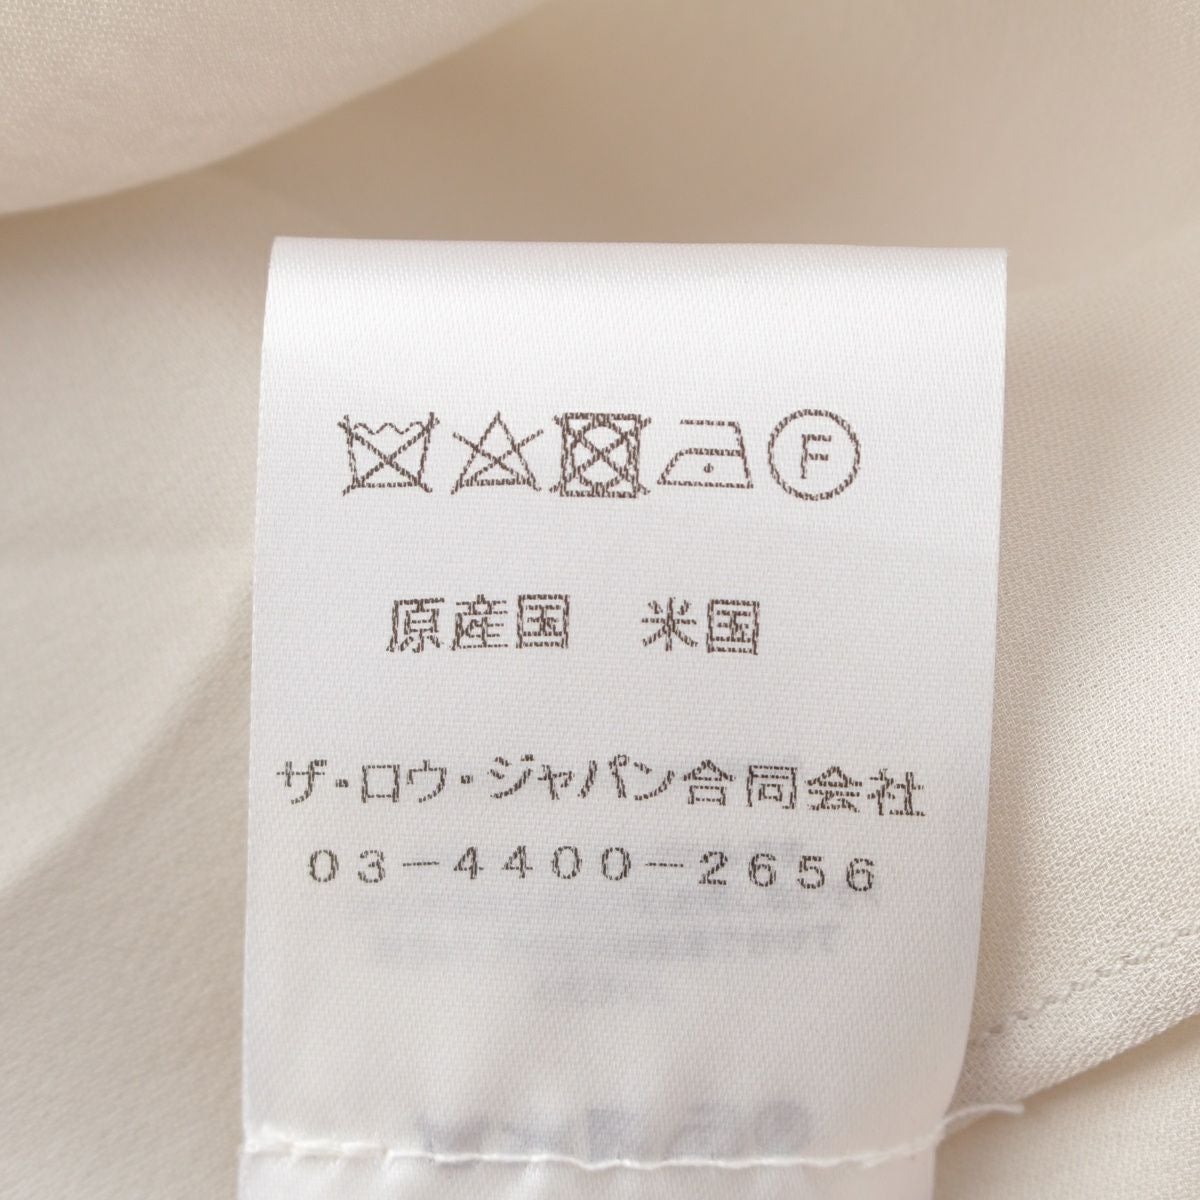 F
原産国 米国
ザ・ロウ・ジャパン合同会社
03-4400-2656